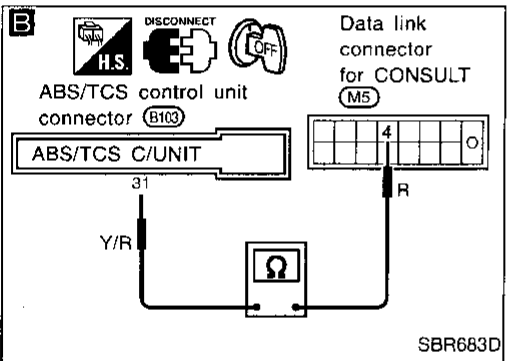 B
DISCONNECT
H.S.
OFF
Data link
connector
for CONSULT
M5
ABS/TCS control unit
connector B103
ABS/TCS C/UNIT
4
31
R
Y/R
Ω
SBR683D